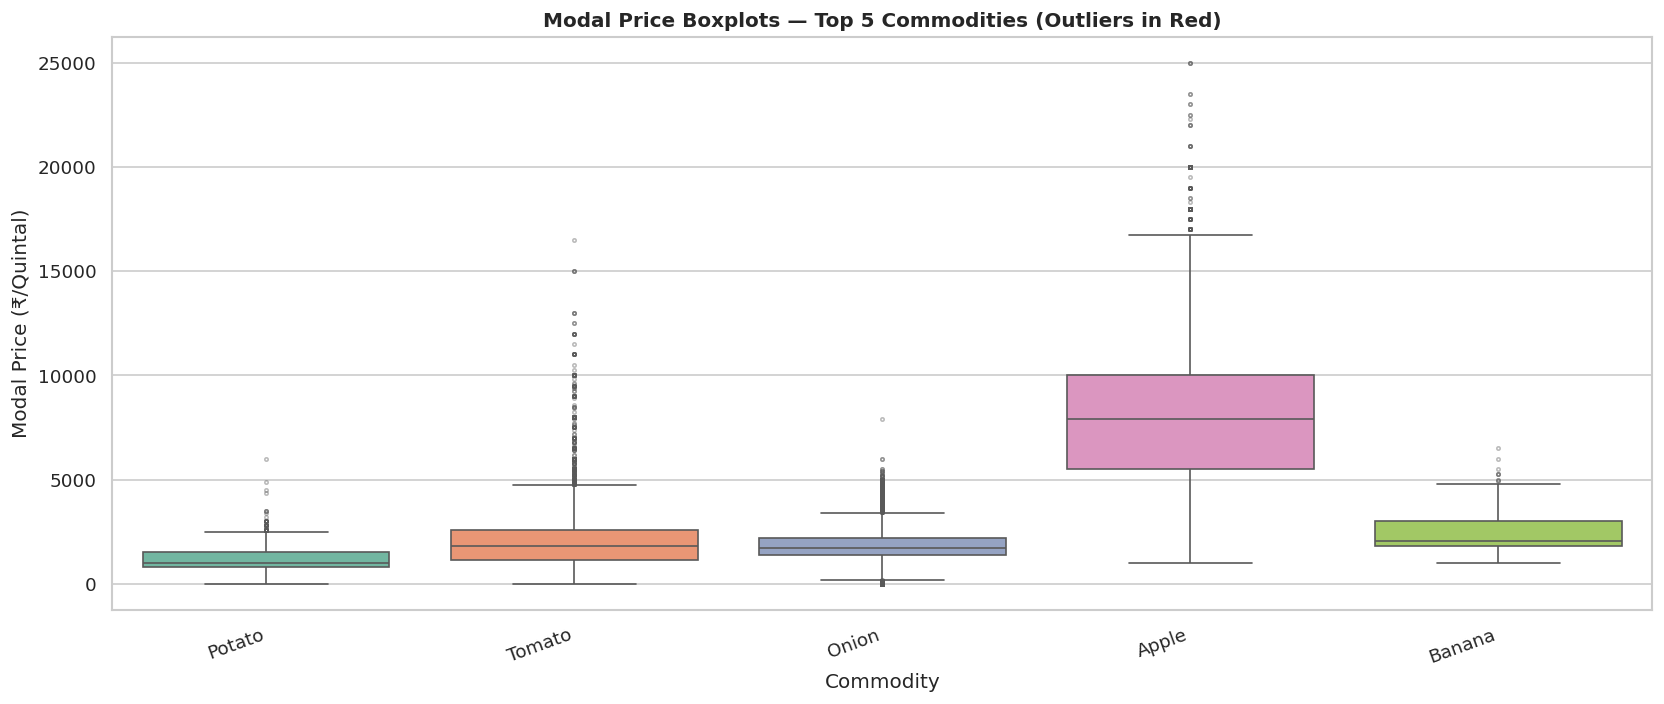 Modal Price Boxplots — Top 5 Commodities (Outliers in Red)
Modal Price (₹/Quintal)
25000
20000
15000
10000
5000
0
Potato
Tomato
Onion
Apple
Banana
Commodity